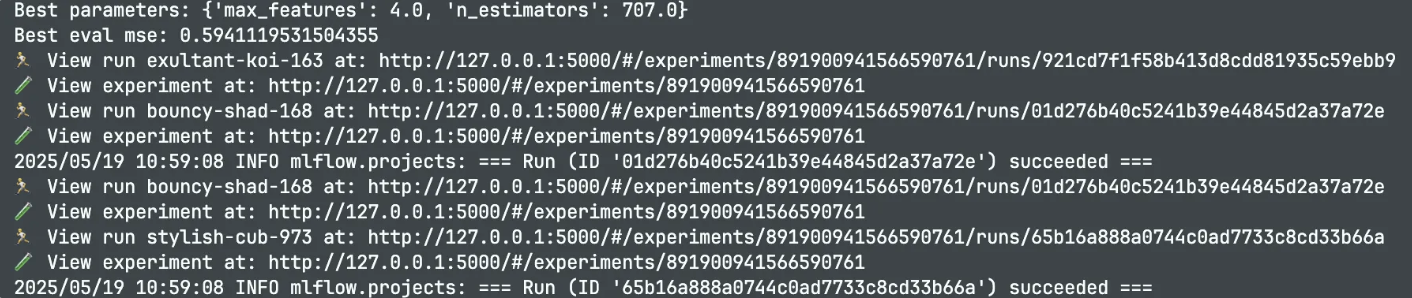 Best parameters: {'max_features': 4.0, 'n_estimators': 707.0}
Best eval mse: 0.5941119531504355
🏃 View run exultant-koi-163 at: http://127.0.0.1:5000/#/experiments/891900941566590761/runs/921cd7f1f58b413d8cdd81935c59ebb9
🧪 View experiment at: http://127.0.0.1:5000/#/experiments/891900941566590761
🏃 View run bouncy-shad-168 at: http://127.0.0.1:5000/#/experiments/891900941566590761/runs/01d276b40c5241b39e44845d2a37a72e
🧪 View experiment at: http://127.0.0.1:5000/#/experiments/891900941566590761
2025/05/19 10:59:08 INFO mlflow.projects: === Run (ID '01d276b40c5241b39e44845d2a37a72e') succeeded ===
🏃 View run bouncy-shad-168 at: http://127.0.0.1:5000/#/experiments/891900941566590761/runs/01d276b40c5241b39e44845d2a37a72e
🧪 View experiment at: http://127.0.0.1:5000/#/experiments/891900941566590761
🏃 View run stylish-cub-973 at: http://127.0.0.1:5000/#/experiments/891900941566590761/runs/65b16a888a0744c0ad7733c8cd33b66a
🧪 View experiment at: http://127.0.0.1:5000/#/experiments/891900941566590761
2025/05/19 10:59:08 INFO mlflow.projects: === Run (ID '65b16a888a0744c0ad7733c8cd33b66a') succeeded ===